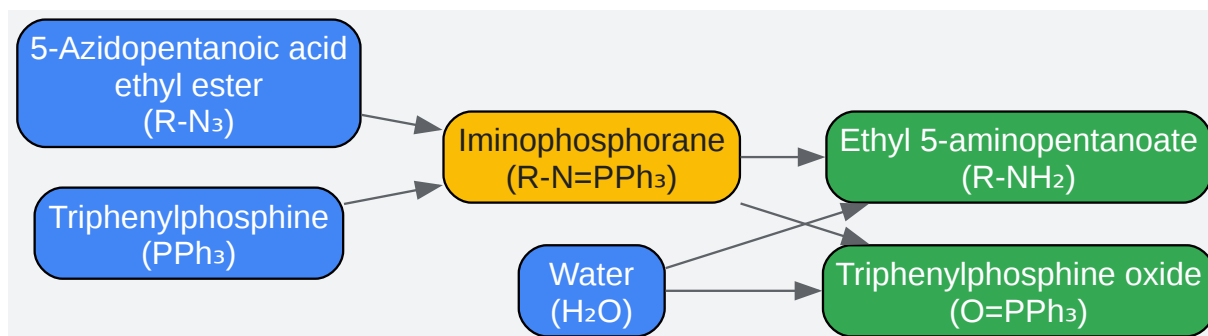 5-Azidopentanoic acid
ethyl ester
(R-N₃)
Triphenylphosphine
(PPh₃)
Iminophosphorane
(R-N=PPh₃)
Water
(H₂O)
Ethyl 5-aminopentanoate
(R-NH₂)
Triphenylphosphine oxide
(O=PPh₃)